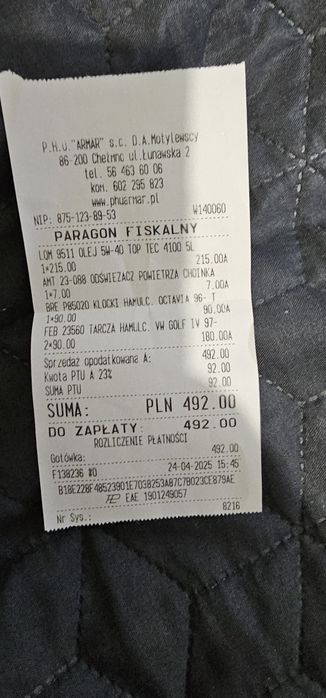 P.H.U."ARMAR" s.c. D.A.Motylewscy
86-200 Chełmno ul.Łunawska 2
tel. 56 463 60 06
kom. 602 295 823
www.phuarmar.pl
NIP: 875-123-89-53 W140060
PARAGON FISKALNY
LQM 9511 OLEJ 5W-40 TOP TEC 4100 5L
1*215.00 215.00A
AMT 23-088 ODŚWIEŻACZ POWIETRZA CHOINKA
1*7.00 7.00A
BRE P85020 KLOCKI HAMULC. OCTAVIA 96- T
1*90.00 90.00A
FEB 23560 TARCZA HAMULC. VW GOLF IV 97-
2*90.00 180.00A
Sprzedaż opodatkowana A: 492.00
Kwota PTU A 23% 92.00
SUMA PTU 92.00
SUMA: PLN 492.00
DO ZAPŁATY: 492.00
ROZLICZENIE PŁATNOŚCI
Gotówka: 492.00
F138236 #0 24-04-2025 15:45
B18E228F48523901E7038253A87C7B023CE879AE
EAE 1901249057
Nr Sys.: 8216